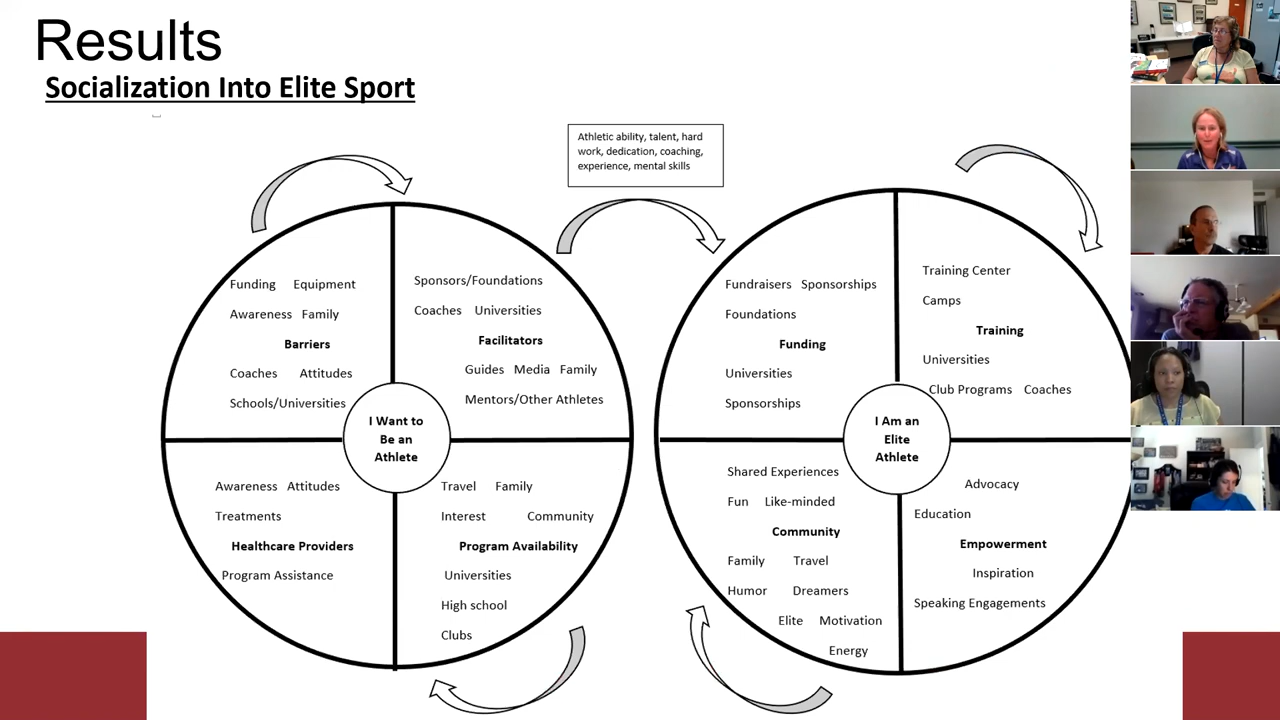 Results
Socialization Into Elite Sport
Athletic ability, talent, hard
work, dedication, coaching,
experience, mental skills
Funding Equipment
Awareness Family
Barriers
Coaches Attitudes
Schools/Universities
Sponsors/Foundations
Coaches Universities
Facilitators
Guides Media Family
Mentors/Other Athletes
I Want to
Be an
Athlete
Awareness Attitudes
Treatments
Healthcare Providers
Program Assistance
Travel Family
Interest Community
Program Availability
Universities
High school
Clubs
Fundraisers Sponsorships
Foundations
Funding
Universities
Sponsorships
Training Center
Camps
Training
Universities
Club Programs Coaches
I Am an
Elite
Athlete
Shared Experiences
Fun Like-minded
Community
Family Travel
Humor Dreamers
Elite Motivation
Energy
Advocacy
Education
Empowerment
Inspiration
Speaking Engagements